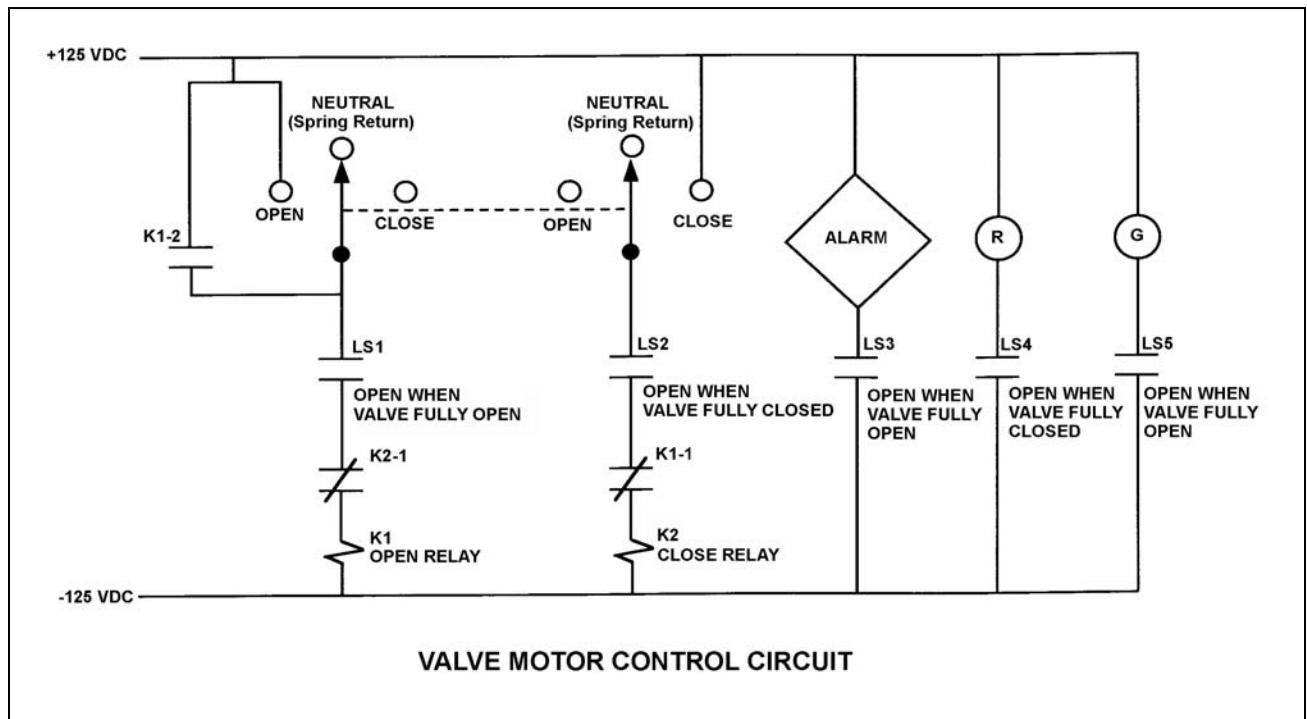 +125 VDC
NEUTRAL
(Spring Return)
NEUTRAL
(Spring Return)
OPEN
CLOSE
OPEN
CLOSE
K1-2
ALARM
R
G
LS1
OPEN WHEN
VALVE FULLY OPEN
LS2
OPEN WHEN
VALVE FULLY CLOSED
LS3
OPEN WHEN
VALVE FULLY
OPEN
LS4
OPEN WHEN
VALVE FULLY
CLOSED
LS5
OPEN WHEN
VALVE FULLY
OPEN
K2-1
K1-1
K1
OPEN RELAY
K2
CLOSE RELAY
-125 VDC
VALVE MOTOR CONTROL CIRCUIT